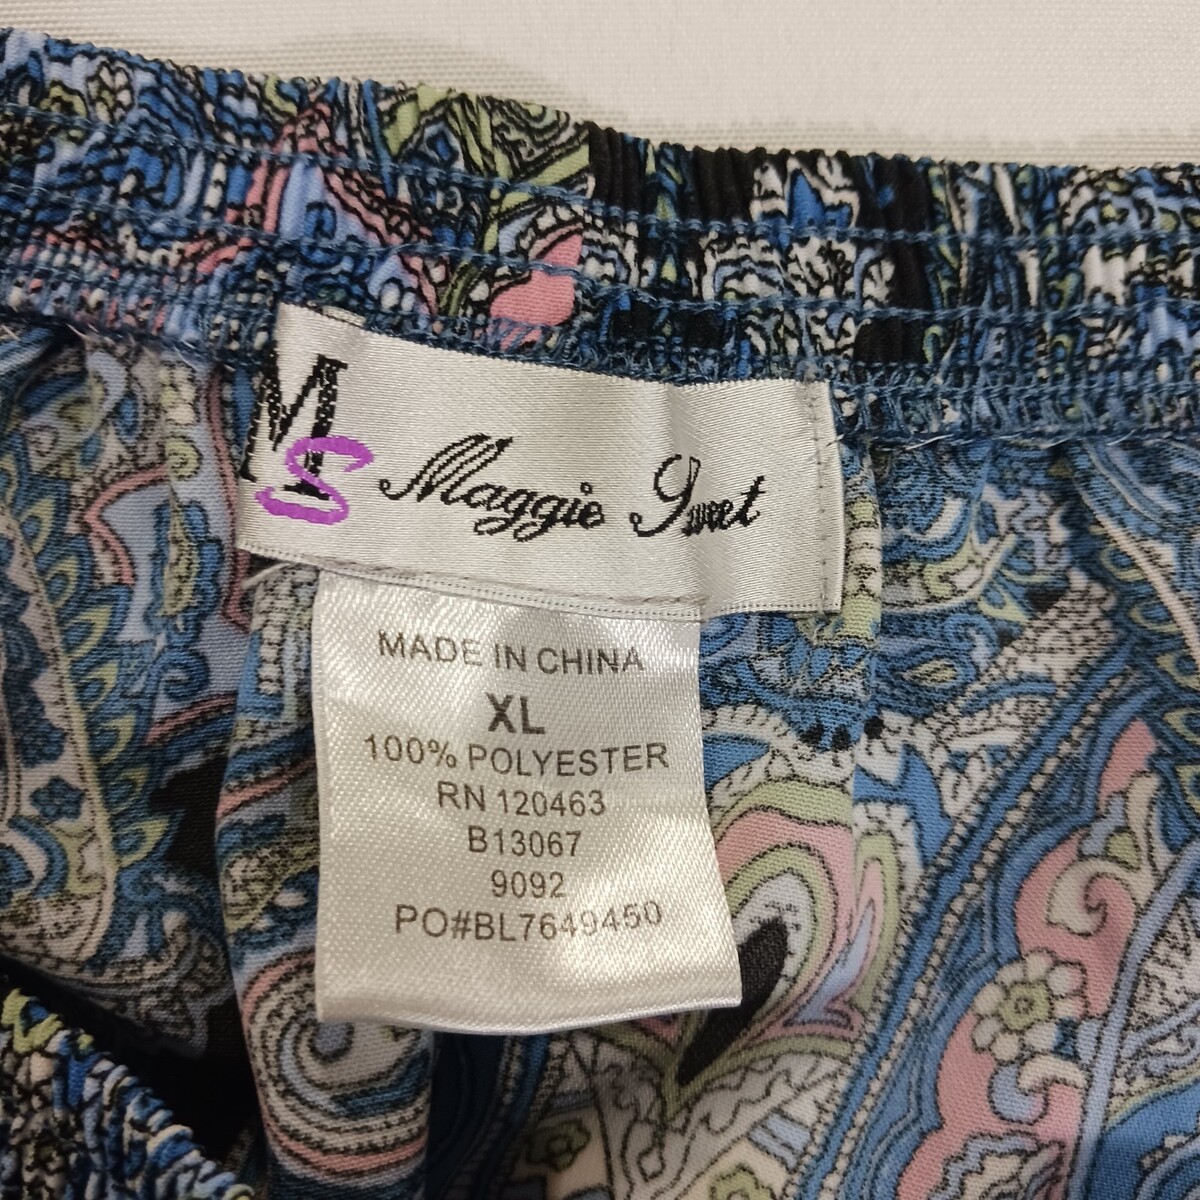 MS Maggie Sweet
MADE IN CHINA
XL
100% POLYESTER
RN 120463
B13067
9092
PO#BL7649450